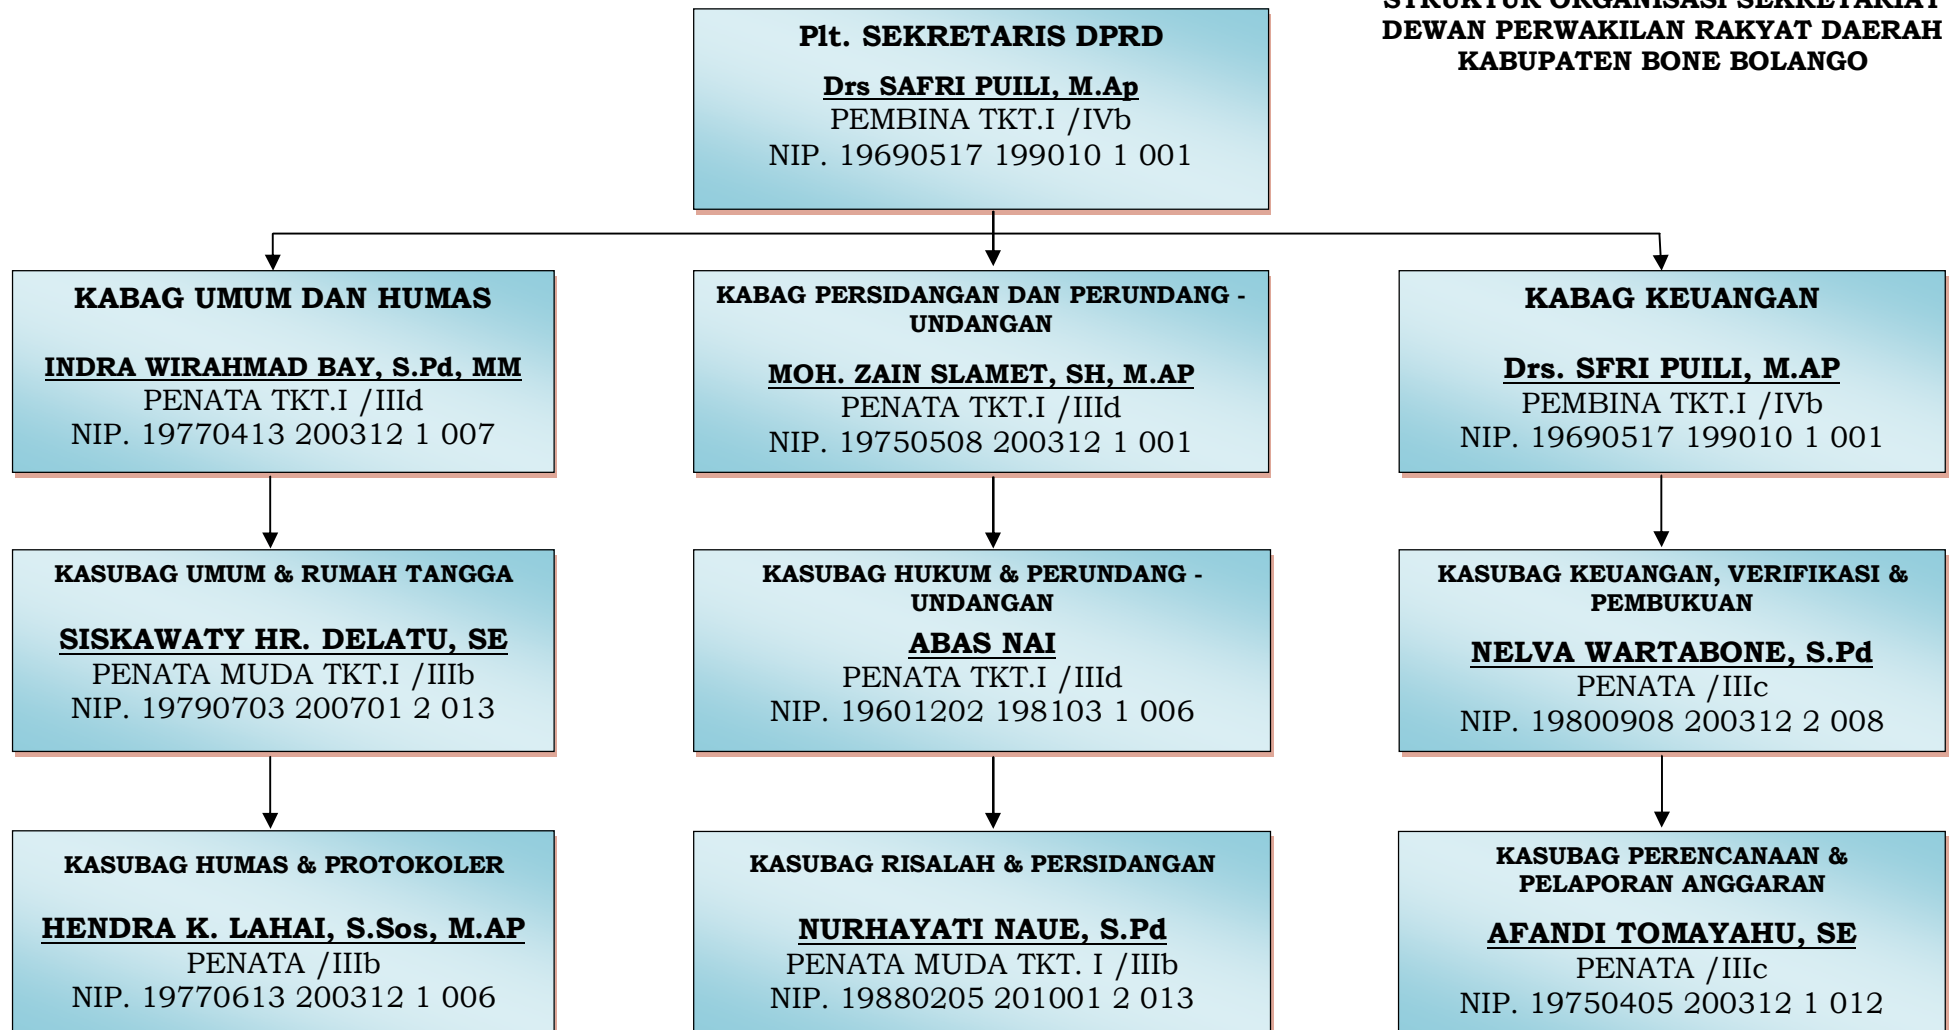 STRUKTUR ORGANISASI SEKRETARIAT
DEWAN PERWAKILAN RAKYAT DAERAH
KABUPATEN BONE BOLANGO
Plt. SEKRETARIS DPRD
Drs SAFRI PUILI, M.Ap
PEMBINA TKT.I /IVb
NIP. 19690517 199010 1 001
KABAG UMUM DAN HUMAS
INDRA WIRAHMAD BAY, S.Pd, MM
PENATA TKT.I /IIId
NIP. 19770413 200312 1 007
KABAG PERSIDANGAN DAN PERUNDANG -
UNDANGAN
MOH. ZAIN SLAMET, SH, M.AP
PENATA TKT.I /IIId
NIP. 19750508 200312 1 001
KABAG KEUANGAN
Drs. SFRI PUILI, M.AP
PEMBINA TKT.I /IVb
NIP. 19690517 199010 1 001
KASUBAG UMUM & RUMAH TANGGA
SISKAWATY HR. DELATU, SE
PENATA MUDA TKT.I /IIIb
NIP. 19790703 200701 2 013
KASUBAG HUKUM & PERUNDANG -
UNDANGAN
ABAS NAI
PENATA TKT.I /IIId
NIP. 19601202 198103 1 006
KASUBAG KEUANGAN, VERIFIKASI &
PEMBUKUAN
NELVA WARTABONE, S.Pd
PENATA /IIIc
NIP. 19800908 200312 2 008
KASUBAG HUMAS & PROTOKOLER
HENDRA K. LAHAI, S.Sos, M.AP
PENATA /IIIb
NIP. 19770613 200312 1 006
KASUBAG RISALAH & PERSIDANGAN
NURHAYATI NAUE, S.Pd
PENATA MUDA TKT. I /IIIb
NIP. 19880205 201001 2 013
KASUBAG PERENCANAAN &
PELAPORAN ANGGARAN
AFANDI TOMAYAHU, SE
PENATA /IIIc
NIP. 19750405 200312 1 012